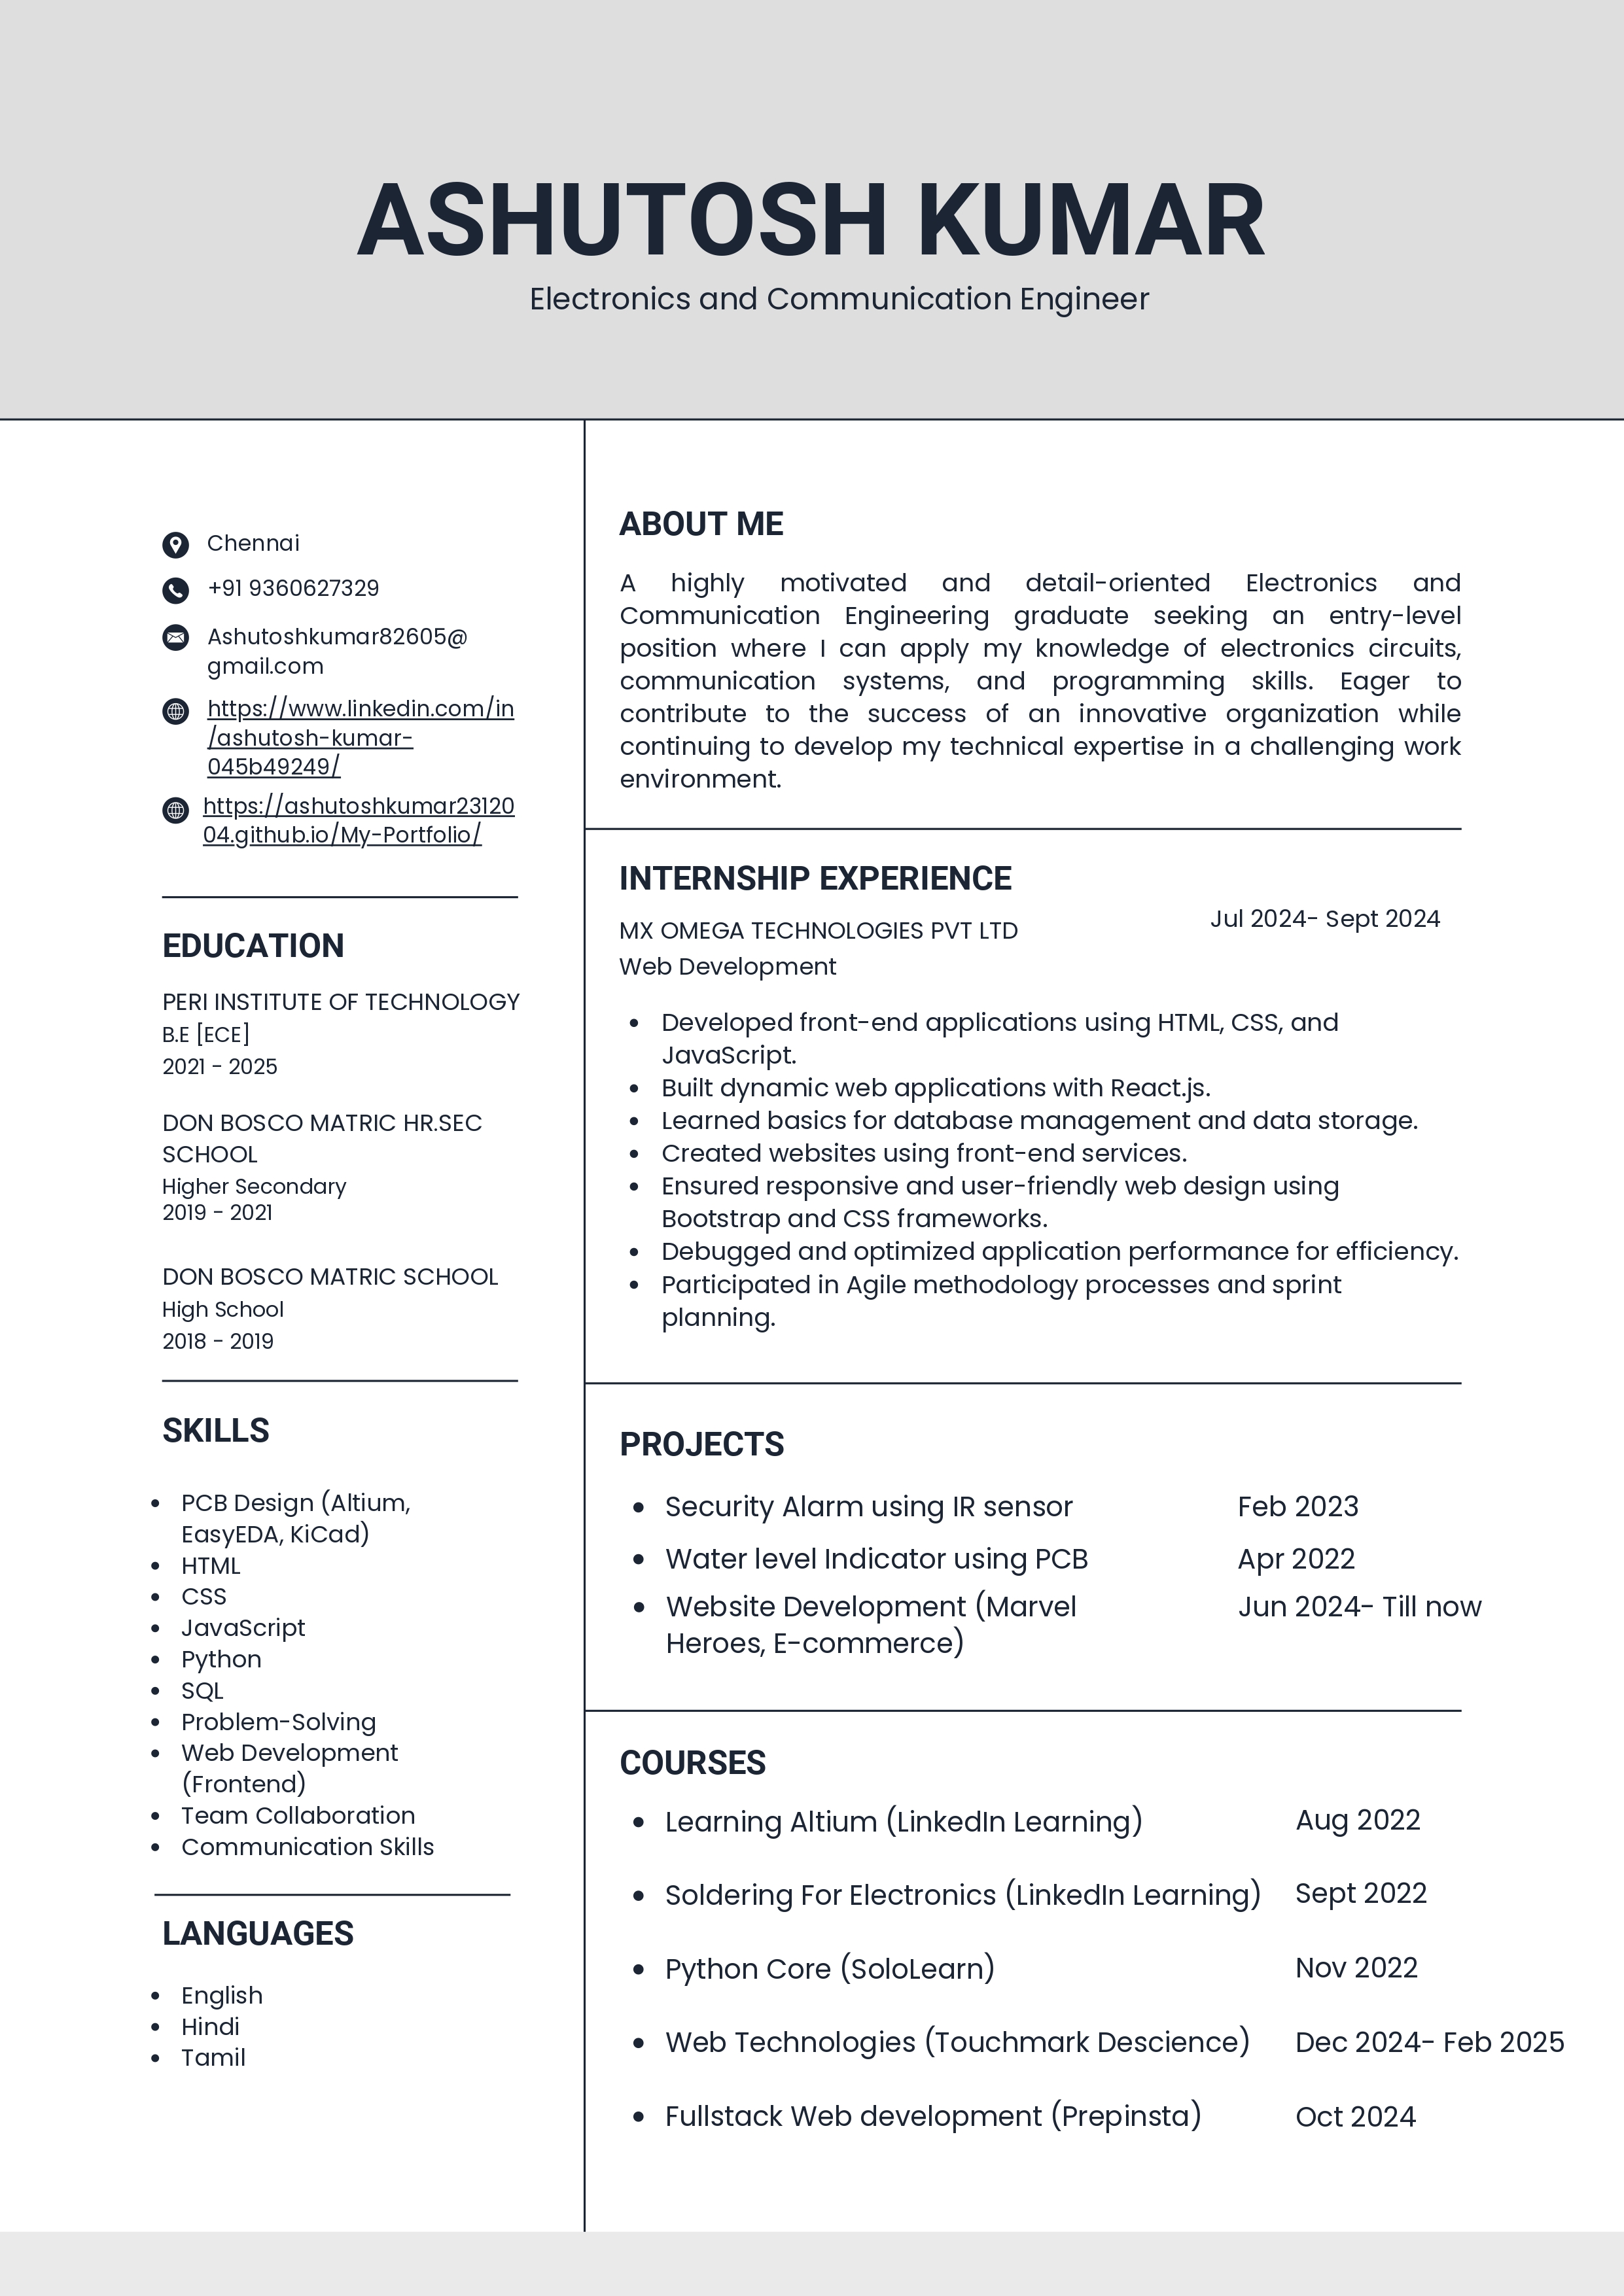 ASHUTOSH KUMAR
Electronics and Communication Engineer
Chennai
+91 9360627329
Ashutoshkumar82605@
gmail.com
https://www.linkedin.com/in
/ashutosh-kumar-
045b49249/
https://ashutoshkumar23120
04.github.io/My-Portfolio/
EDUCATION
PERI INSTITUTE OF TECHNOLOGY
B.E [ECE]
2021 - 2025
DON BOSCO MATRIC HR.SEC
SCHOOL
Higher Secondary
2019 - 2021
DON BOSCO MATRIC SCHOOL
High School
2018 - 2019
SKILLS
• PCB Design (Altium,
EasyEDA, KiCad)
• HTML
• CSS
• JavaScript
• Python
• SQL
• Problem-Solving
• Web Development
(Frontend)
• Team Collaboration
• Communication Skills
LANGUAGES
• English
• Hindi
• Tamil
ABOUT ME
A highly motivated and detail-oriented Electronics and
Communication Engineering graduate seeking an entry-level
position where I can apply my knowledge of electronics circuits,
communication systems, and programming skills. Eager to
contribute to the success of an innovative organization while
continuing to develop my technical expertise in a challenging work
environment.
INTERNSHIP EXPERIENCE
MX OMEGA TECHNOLOGIES PVT LTD Jul 2024- Sept 2024
Web Development
• Developed front-end applications using HTML, CSS, and
JavaScript.
• Built dynamic web applications with React.js.
• Learned basics for database management and data storage.
• Created websites using front-end services.
• Ensured responsive and user-friendly web design using
Bootstrap and CSS frameworks.
• Debugged and optimized application performance for efficiency.
• Participated in Agile methodology processes and sprint
planning.
PROJECTS
• Security Alarm using IR sensor Feb 2023
• Water level Indicator using PCB Apr 2022
• Website Development (Marvel Jun 2024- Till now
Heroes, E-commerce)
COURSES
• Learning Altium (LinkedIn Learning) Aug 2022
• Soldering For Electronics (LinkedIn Learning) Sept 2022
• Python Core (SoloLearn) Nov 2022
• Web Technologies (Touchmark Descience) Dec 2024- Feb 2025
• Fullstack Web development (Prepinsta) Oct 2024